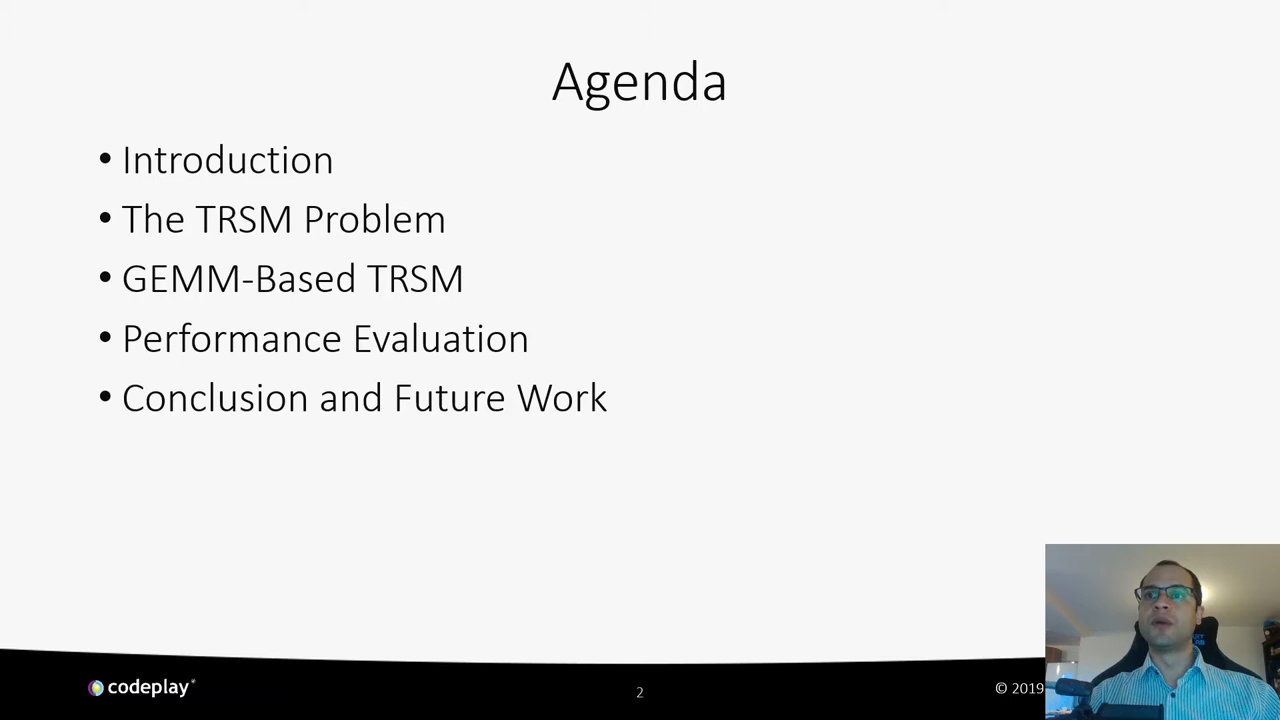 Agenda
• Introduction
• The TRSM Problem
• GEMM-Based TRSM
• Performance Evaluation
• Conclusion and Future Work
codeplay®
2
© 2019